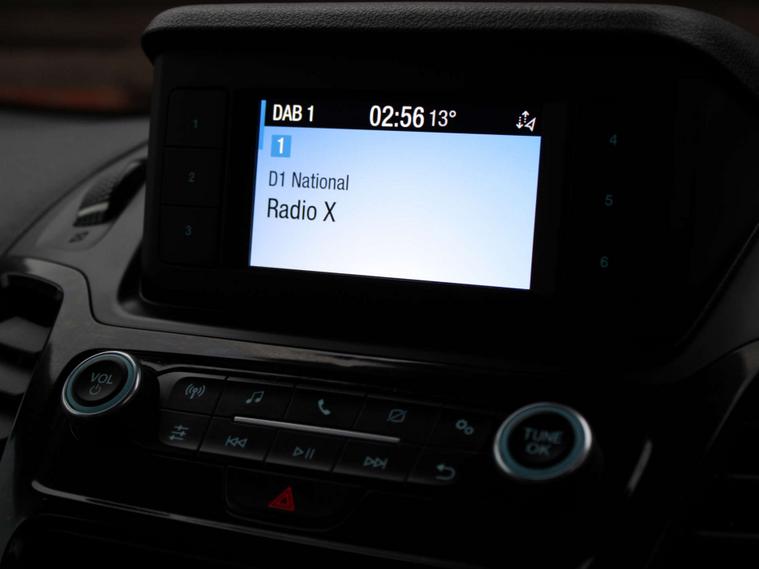 DAB 1 02:56 13°
1
D1 National
Radio X
1
2
3
4
5
6
VOL
TUNE
OK